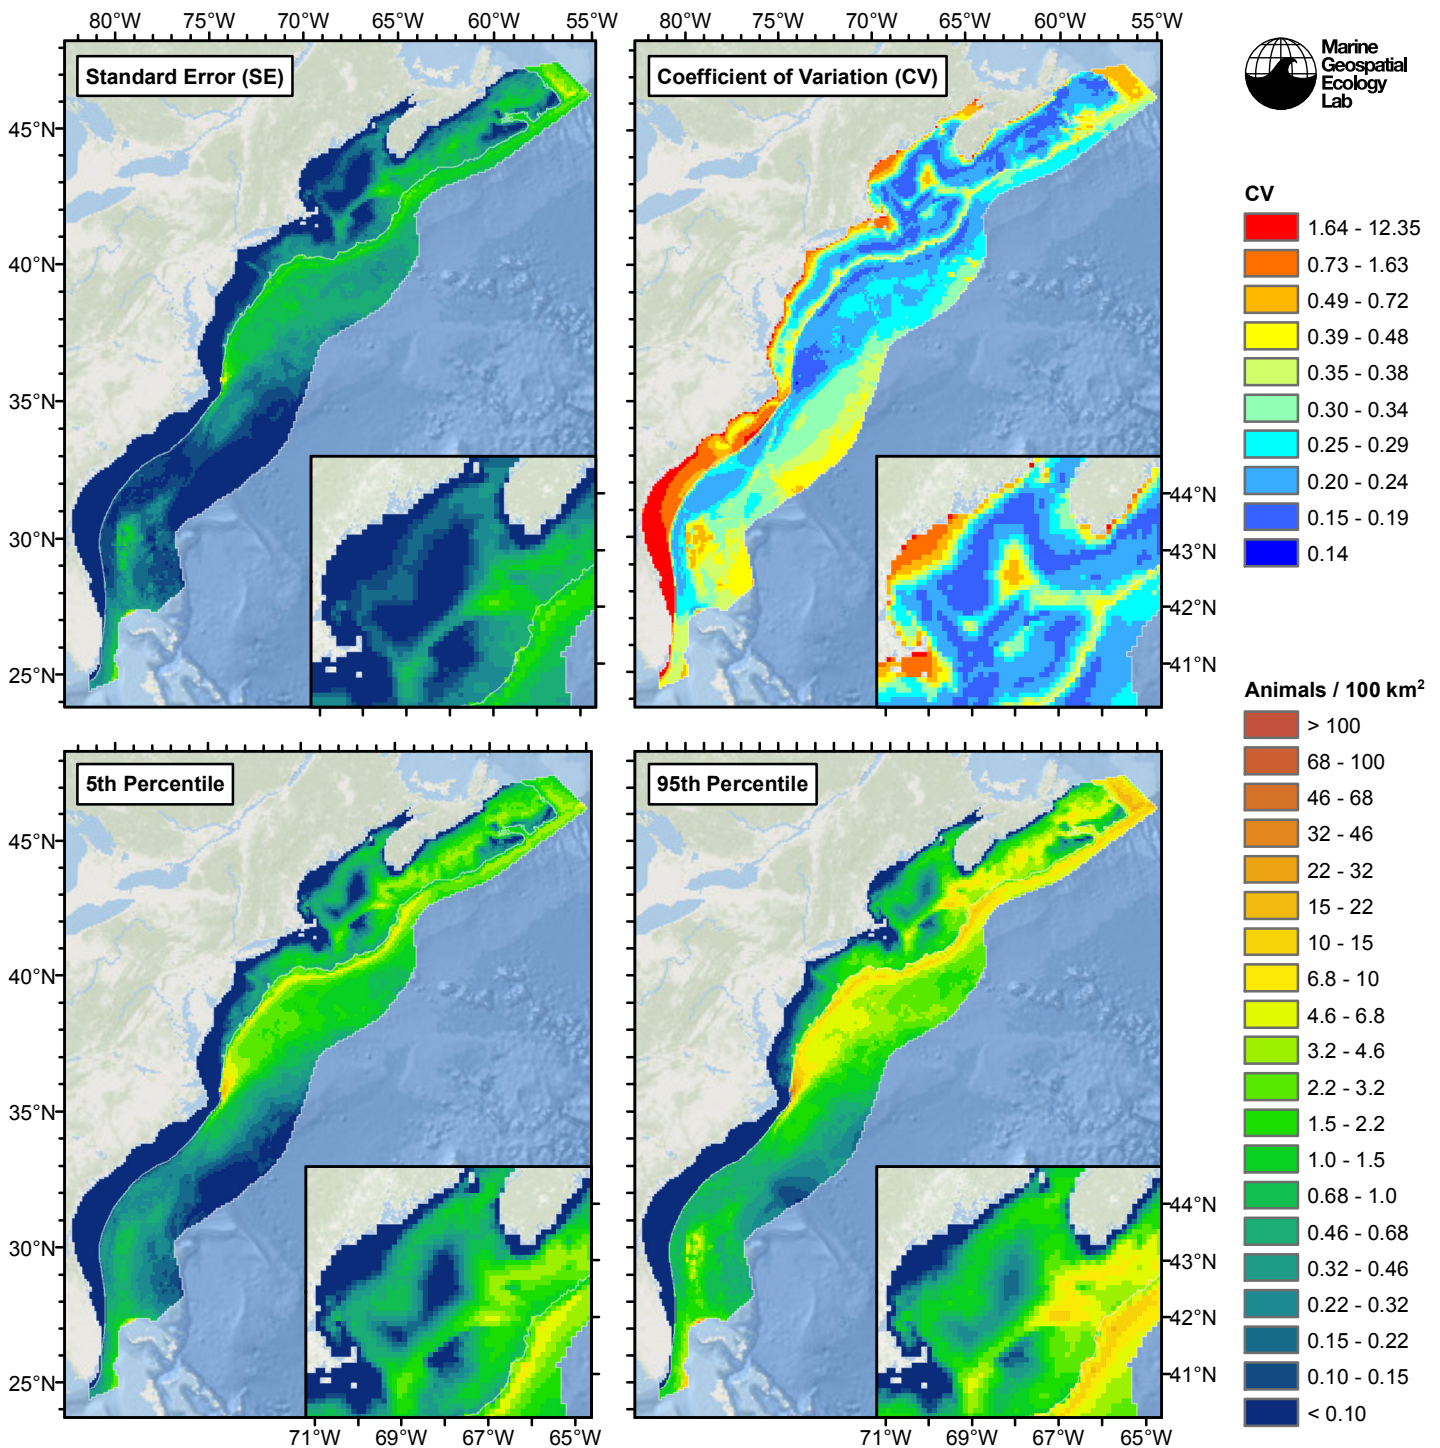 80°W 75°W 70°W 65°W 60°W 55°W
80°W 75°W 70°W 65°W 60°W 55°W
Standard Error (SE)
Coefficient of Variation (CV)
Marine
Geospatial
Ecology
Lab
45°N
40°N
35°N
30°N
25°N
44°N
43°N
42°N
41°N
CV
1.64 - 12.35
0.73 - 1.63
0.49 - 0.72
0.39 - 0.48
0.35 - 0.38
0.30 - 0.34
0.25 - 0.29
0.20 - 0.24
0.15 - 0.19
0.14
5th Percentile
95th Percentile
45°N
40°N
35°N
30°N
25°N
44°N
43°N
42°N
41°N
71°W 69°W 67°W 65°W
71°W 69°W 67°W 65°W
Animals / 100 km²
> 100
68 - 100
46 - 68
32 - 46
22 - 32
15 - 22
10 - 15
6.8 - 10
4.6 - 6.8
3.2 - 4.6
2.2 - 3.2
1.5 - 2.2
1.0 - 1.5
0.68 - 1.0
0.46 - 0.68
0.32 - 0.46
0.22 - 0.32
0.15 - 0.22
0.10 - 0.15
< 0.10